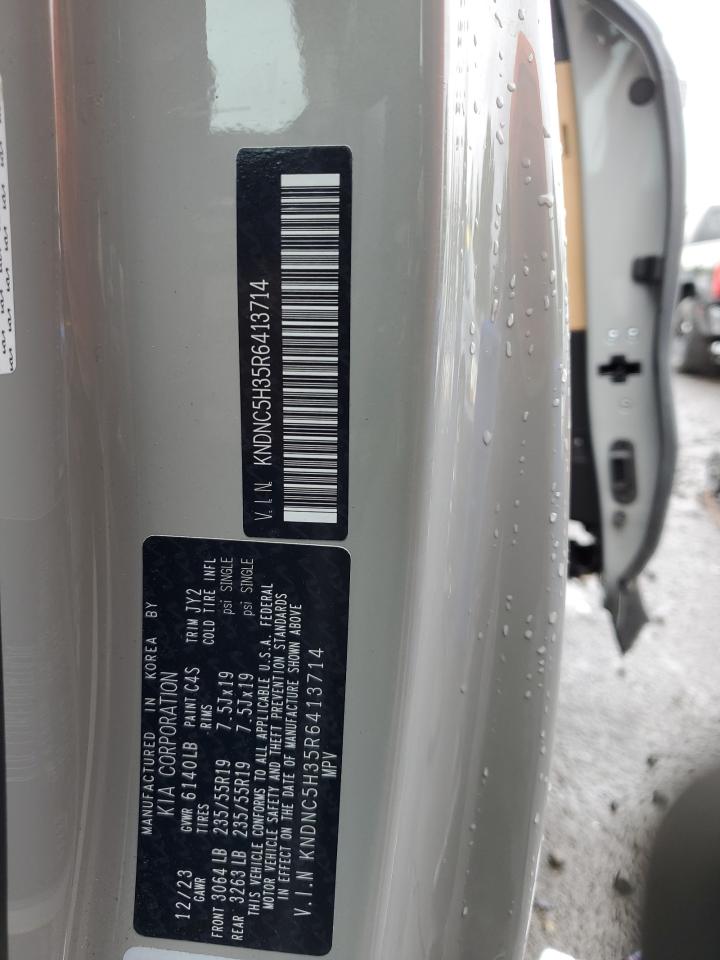 V.I.N. KNDNC5H35R6413714
MANUFACTURED IN KOREA BY
KIA CORPORATION
12/23 GVWR 6140LB PAINT C4S TRIM JY2
GAWR TIRES RIMS COLD TIRE INFL
FRONT 3064 LB 235/55R19 7.5Jx19 psi SINGLE
REAR 3263 LB 235/55R19 7.5Jx19 psi SINGLE
THIS VEHICLE CONFORMS TO ALL APPLICABLE U.S.A. FEDERAL
MOTOR VEHICLE SAFETY AND THEFT PREVENTION STANDARDS
IN EFFECT ON THE DATE OF MANUFACTURE SHOWN ABOVE
V.I.N KNDNC5H35R6413714
MPV